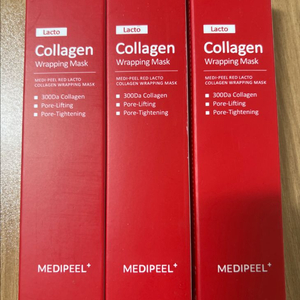 Lacto
Collagen
Wrapping Mask
MEDI-PEEL RED LACTO
COLLAGEN WRAPPING MASK
300Da Collagen
Pore-Lifting
Pore-Tightening
MEDIPEEL+
Lacto
Collagen
Wrapping Mask
MEDI-PEEL RED LACTO
COLLAGEN WRAPPING MASK
300Da Collagen
Pore-Lifting
Pore-Tightening
MEDIPEEL+
Lacto
Collagen
Wrapping Mask
MEDI-PEEL RED LACTO
COLLAGEN WRAPPING MASK
300Da Collagen
Pore-Lifting
Pore-Tightening
MEDIPEEL+